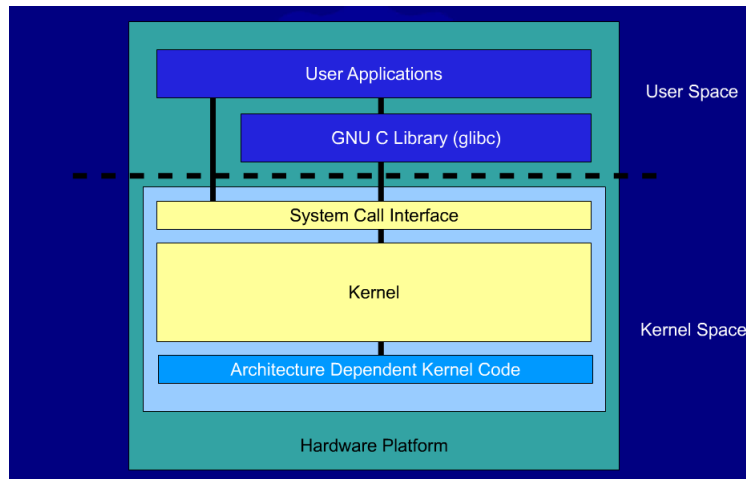 User Applications
User Space
GNU C Library (glibc)
System Call Interface
Kernel
Kernel Space
Architecture Dependent Kernel Code
Hardware Platform